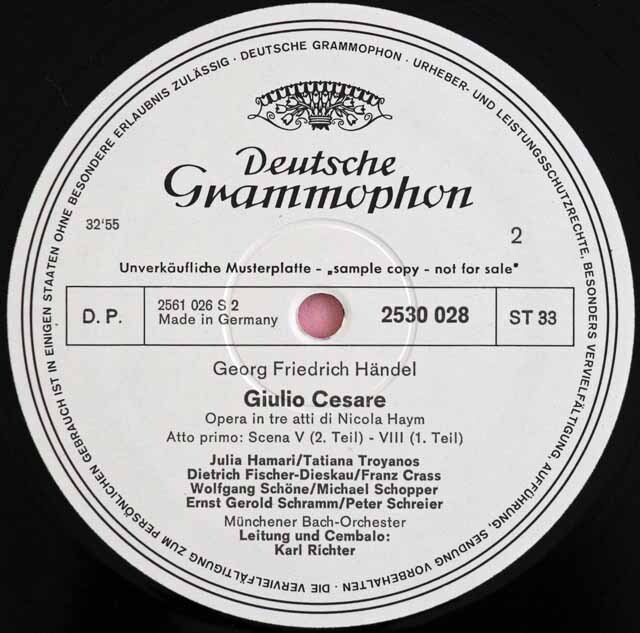 DEUTSCHE GRAMMOPHON · URHEBER- UND LEISTUNGSSCHUTZRECHTE, BESONDERS VERVIELFÄLTIGUNG, AUFFÜHRUNG, SENDUNG VORBEHALTEN · DIE VERVIELFÄLTIGUNG ZUM PERSÖNLICHEN GEBRAUCH IST IN EINIGEN STAATEN OHNE BESONDERE ERLAUBNIS ZULÄSSIG ·
Deutsche
Grammophon
32'55
2
Unverkäufliche Musterplatte - „sample copy - not for sale"
D. P.
2561 026 S 2
Made in Germany
2530 028
ST 33
Georg Friedrich Händel
Giulio Cesare
Opera in tre atti di Nicola Haym
Atto primo: Scena V (2. Teil) - VIII (1. Teil)
Julia Hamari/Tatiana Troyanos
Dietrich Fischer-Dieskau/Franz Crass
Wolfgang Schöne/Michael Schopper
Ernst Gerold Schramm/Peter Schreier
Münchener Bach-Orchester
Leitung und Cembalo:
Karl Richter